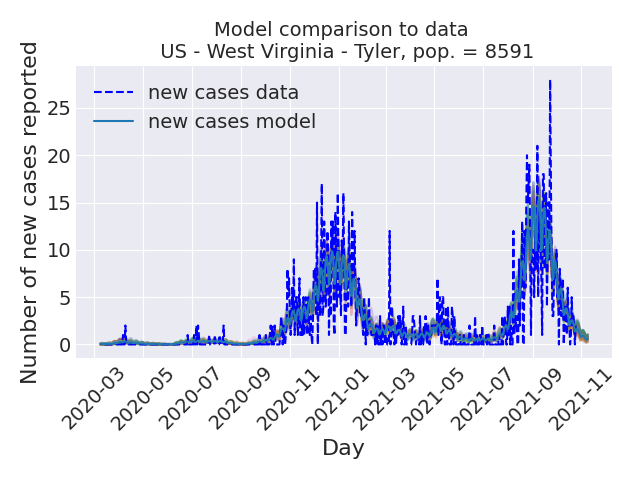 Model comparison to data
US - West Virginia - Tyler, pop. = 8591
Number of new cases reported
25
20
15
10
5
0
new cases data
new cases model
2020-03
2020-05
2020-07
2020-09
2020-11
2021-01
2021-03
2021-05
2021-07
2021-09
2021-11
Day